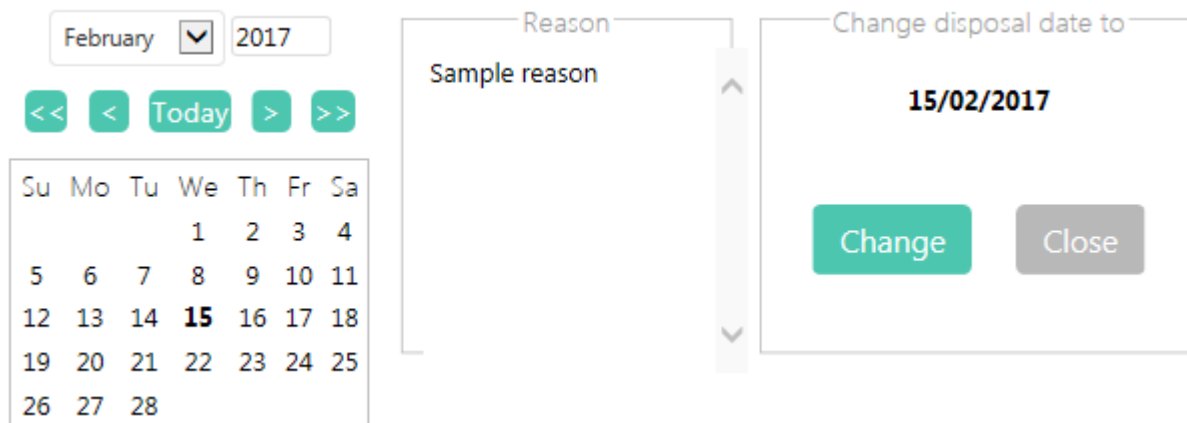 February 2017
<< < Today > >>
Su Mo Tu We Th Fr Sa
1 2 3 4
5 6 7 8 9 10 11
12 13 14 15 16 17 18
19 20 21 22 23 24 25
26 27 28
Reason
Sample reason
Change disposal date to
15/02/2017
Change Close